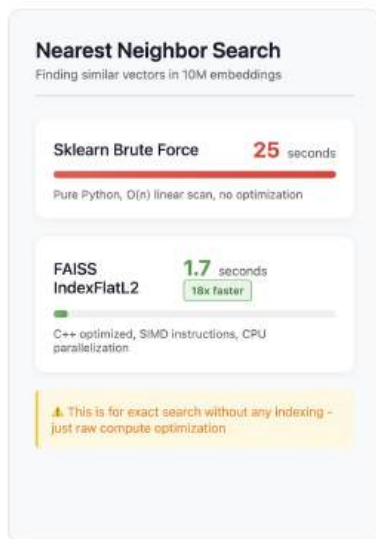 Nearest Neighbor Search
Finding similar vectors in 10M embeddings
Sklearn Brute Force 25 seconds
Pure Python, O(n) linear scan, no optimization
FAISS
IndexFlatL2
1.7 seconds
18x faster
C++ optimized, SIMD instructions, CPU
parallelization
⚠️ This is for exact search without any indexing -
just raw compute optimization